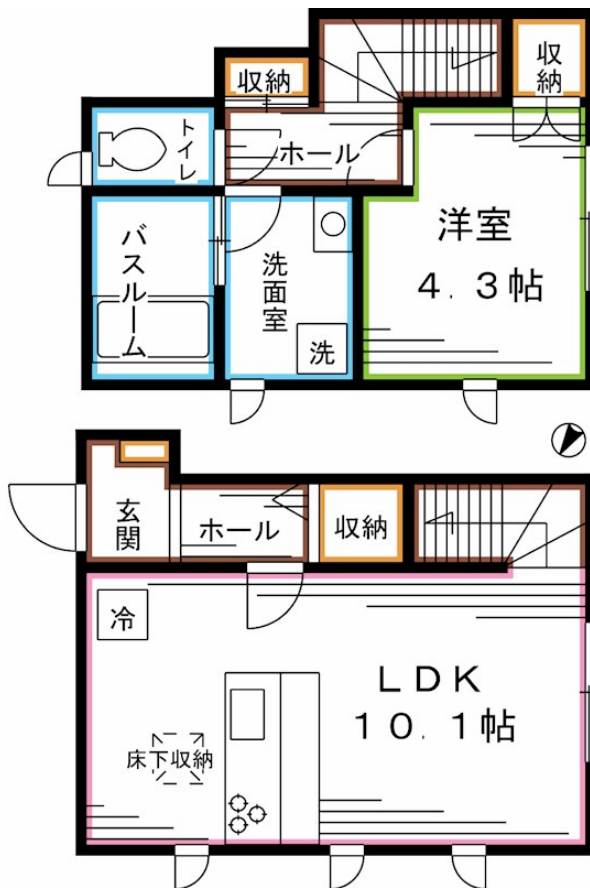 収納
収納
トイレ
ホール
洋室
4.3帖
バスルーム
洗面室
洗
玄関
ホール
収納
冷
LDK
10.1帖
床下収納